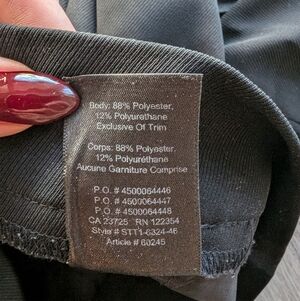 Body: 88% Polyester,
12% Polyurethane
Exclusive Of Trim
Corps: 88% Polyester,
12% Polyuréthane
Aucune Garniture Comprise
P.O. # 4500064446
P.O. # 4500064447
P.O. # 4500064448
CA 23725 RN 122354
Style # STT1-6324-46
Article # 60245